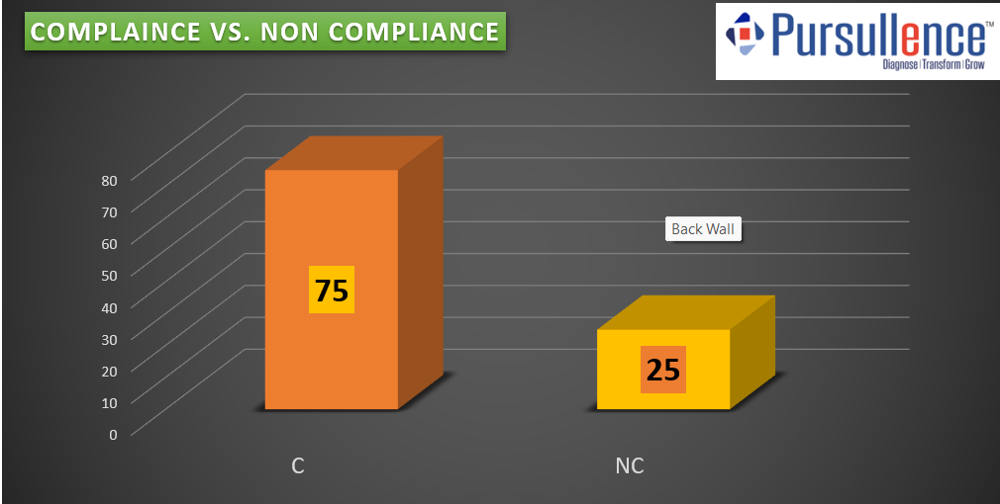 COMPLAINCE VS. NON COMPLIANCE
Pursullence™
Diagnose | Transform | Grow
80
70
60
50
40
30
20
10
0
75
Back Wall
25
C
NC